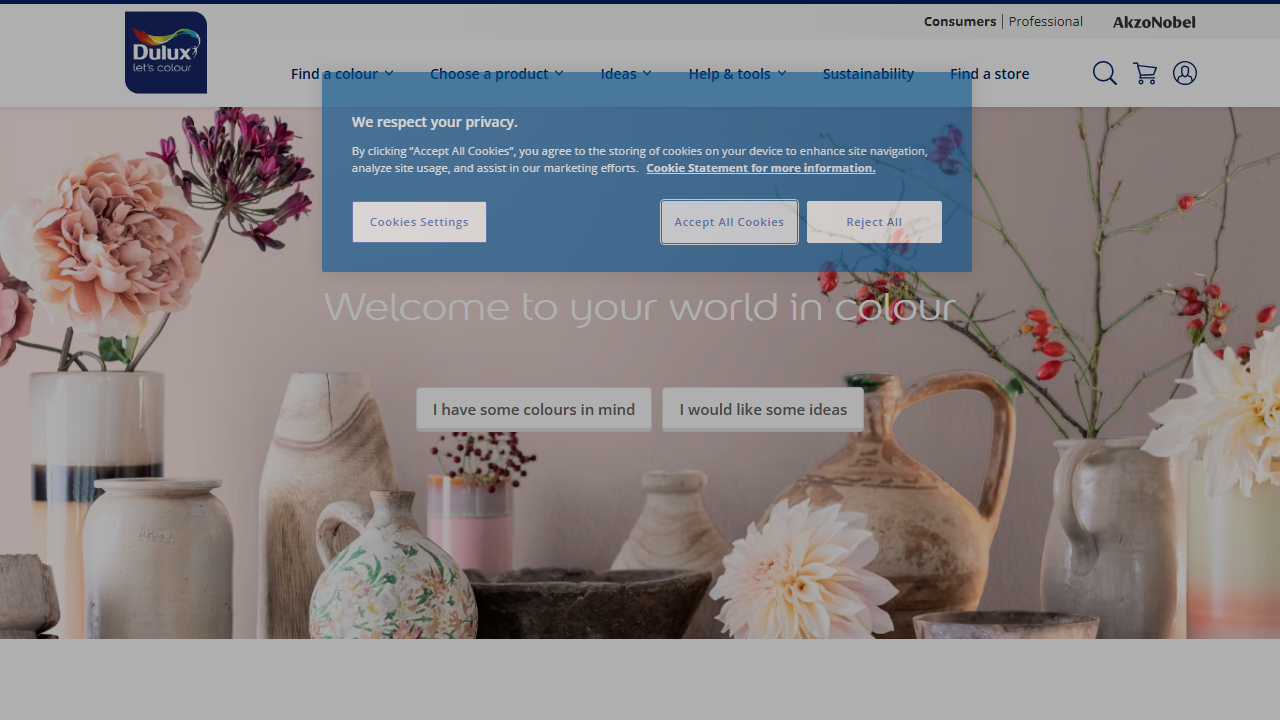 Consumers | Professional
AkzoNobel
Dulux
let's colour
Find a colour
Choose a product
Ideas
Help & tools
Sustainability
Find a store
We respect your privacy.
By clicking “Accept All Cookies”, you agree to the storing of cookies on your device to enhance site navigation,
analyze site usage, and assist in our marketing efforts. Cookie Statement for more information.
Cookies Settings
Accept All Cookies
Reject All
Welcome to your world in colour
I have some colours in mind
I would like some ideas